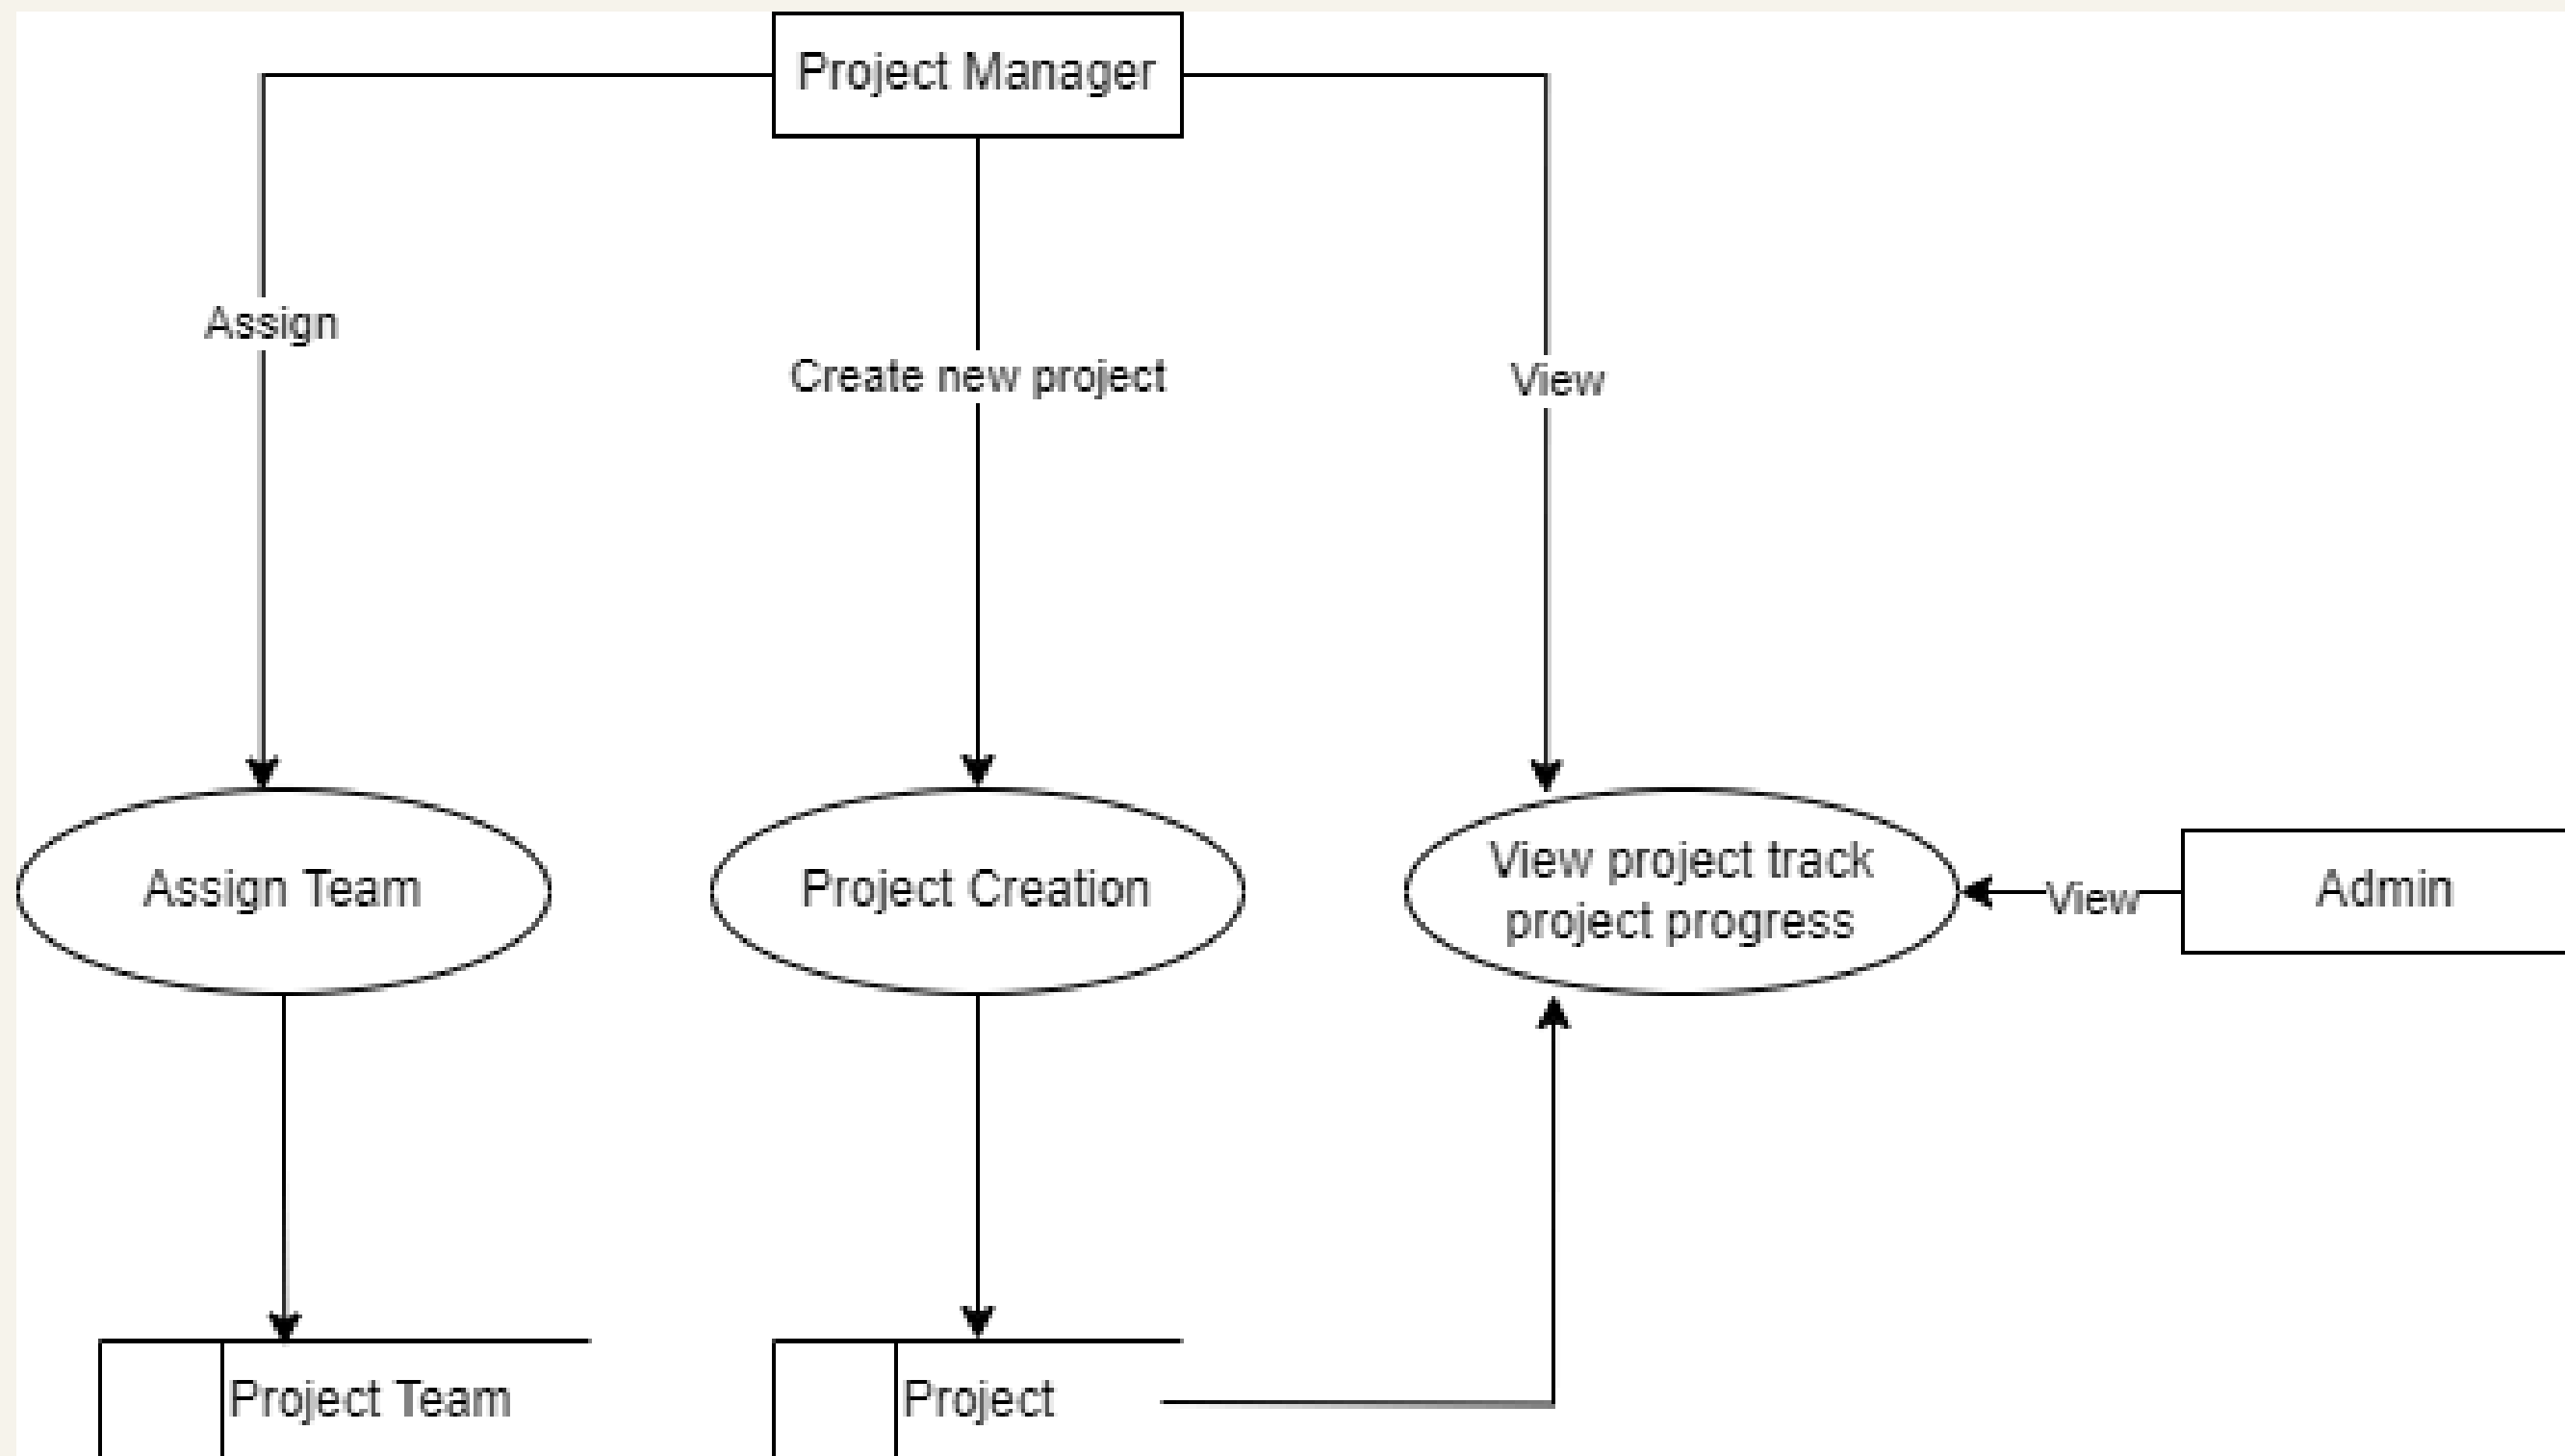 Project Manager
Assign
Create new project
View
Assign Team
Project Creation
View project track
project progress
View
Admin
Project Team
Project